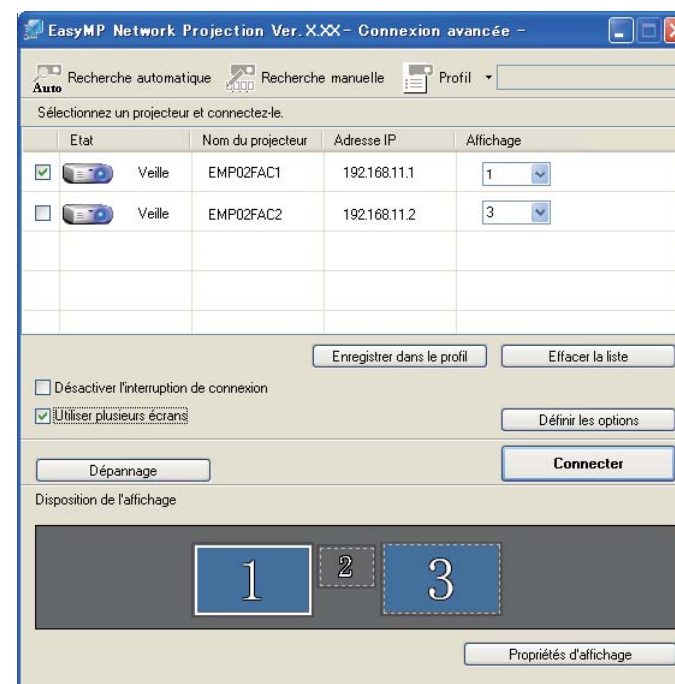 EasyMP Network Projection Ver. X.XX - Connexion avancée -
Auto Recherche automatique Recherche manuelle Profil
Sélectionnez un projecteur et connectez-le.
Etat Nom du projecteur Adresse IP Affichage
Veille EMP02FAC1 192.168.11.1 1
Veille EMP02FAC2 192.168.11.2 3
Enregistrer dans le profil Effacer la liste
Désactiver l'interruption de connexion
Utiliser plusieurs écrans
Définir les options
Dépannage Connecter
Disposition de l'affichage
1 2 3
Propriétés d'affichage